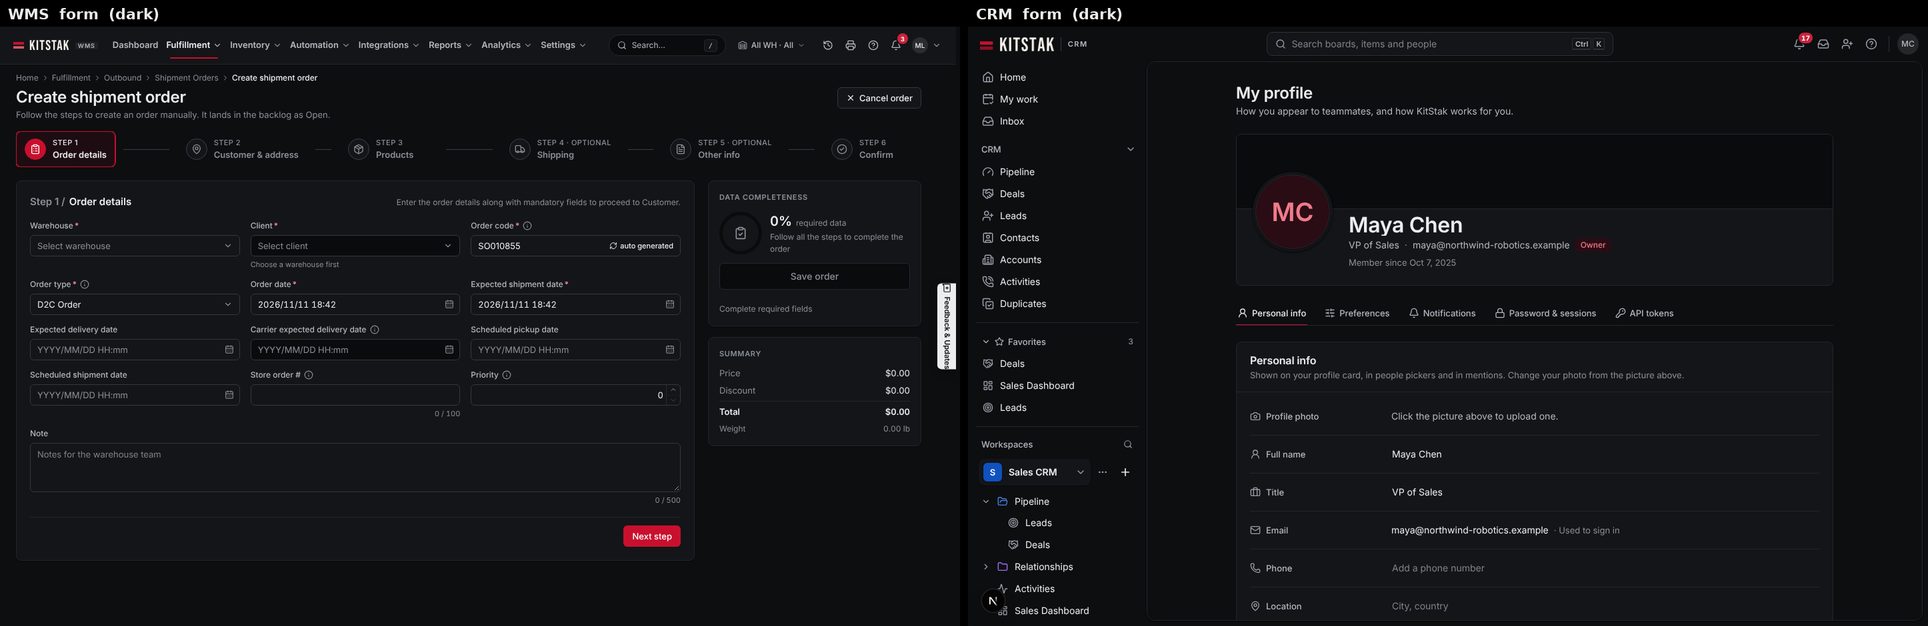 WMS form (dark)
KITSTAK WMS Dashboard Fulfillment Inventory Automation Integrations Reports Analytics Settings Search... / All WH · All 3 ML
Home > Fulfillment > Outbound > Shipment Orders > Create shipment order
Create shipment order
Cancel order
Follow the steps to create an order manually. It lands in the backlog as Open.
STEP 1
Order details
STEP 2
Customer & address
STEP 3
Products
STEP 4 · OPTIONAL
Shipping
STEP 5 · OPTIONAL
Other info
STEP 6
Confirm
Step 1 / Order details
Enter the order details along with mandatory fields to proceed to Customer.
Warehouse * Client * Order code *
Select warehouse Select client SO010855 auto generated
Choose a warehouse first
Order type * Order date * Expected shipment date *
D2C Order 2026/11/11 18:42 2026/11/11 18:42
Expected delivery date Carrier expected delivery date Scheduled pickup date
YYYY/MM/DD HH:mm YYYY/MM/DD HH:mm YYYY/MM/DD HH:mm
Scheduled shipment date Store order # Priority
YYYY/MM/DD HH:mm 0
0 / 100
Note
Notes for the warehouse team
0 / 500
Next step
DATA COMPLETENESS
0% required data
Follow all the steps to complete the
order
Save order
Complete required fields
SUMMARY
Price $0.00
Discount $0.00
Total $0.00
Weight 0.00 lb
Feedback & Updates
CRM form (dark)
KITSTAK CRM
Search boards, items and people Ctrl K
17
MC
Home
My work
Inbox
CRM
Pipeline
Deals
Leads
Contacts
Accounts
Activities
Duplicates
Favorites 3
Deals
Sales Dashboard
Leads
Workspaces
S Sales CRM
Pipeline
Leads
Deals
Relationships
Activities
N
Sales Dashboard
My profile
How you appear to teammates, and how KitStak works for you.
MC
Maya Chen
VP of Sales · maya@northwind-robotics.example Owner
Member since Oct 7, 2025
Personal info Preferences Notifications Password & sessions API tokens
Personal info
Shown on your profile card, in people pickers and in mentions. Change your photo from the picture above.
Profile photo Click the picture above to upload one.
Full name Maya Chen
Title VP of Sales
Email maya@northwind-robotics.example · Used to sign in
Phone Add a phone number
Location City, country